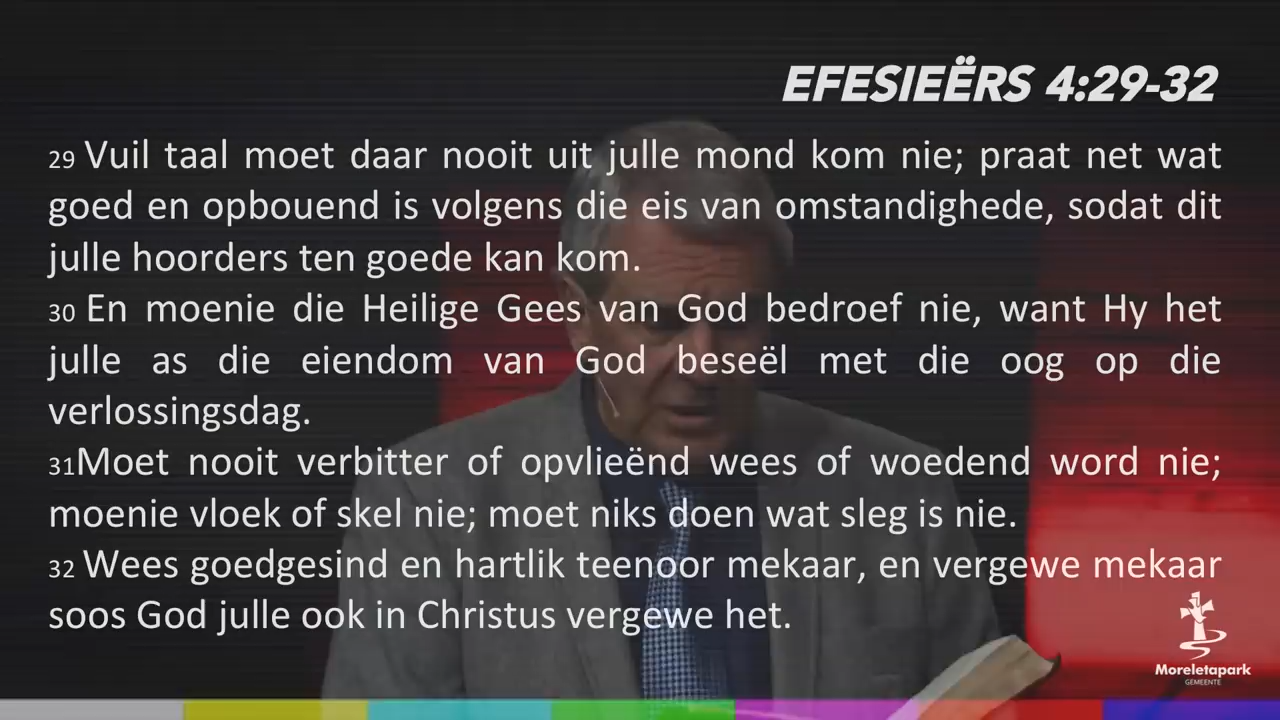 EFESIEËRS 4:29-32
29 Vuil taal moet daar nooit uit julle mond kom nie; praat net wat
goed en opbouend is volgens die eis van omstandighede, sodat dit
julle hoorders ten goede kan kom.
30 En moenie die Heilige Gees van God bedroef nie, want Hy het
julle as die eiendom van God beseël met die oog op die
verlossingsdag.
31Moet nooit verbitter of opvlieënd wees of woedend word nie;
moenie vloek of skel nie; moet niks doen wat sleg is nie.
32 Wees goedgesind en hartlik teenoor mekaar, en vergewe mekaar
soos God julle ook in Christus vergewe het.
Moreletapark
GEMEENTE